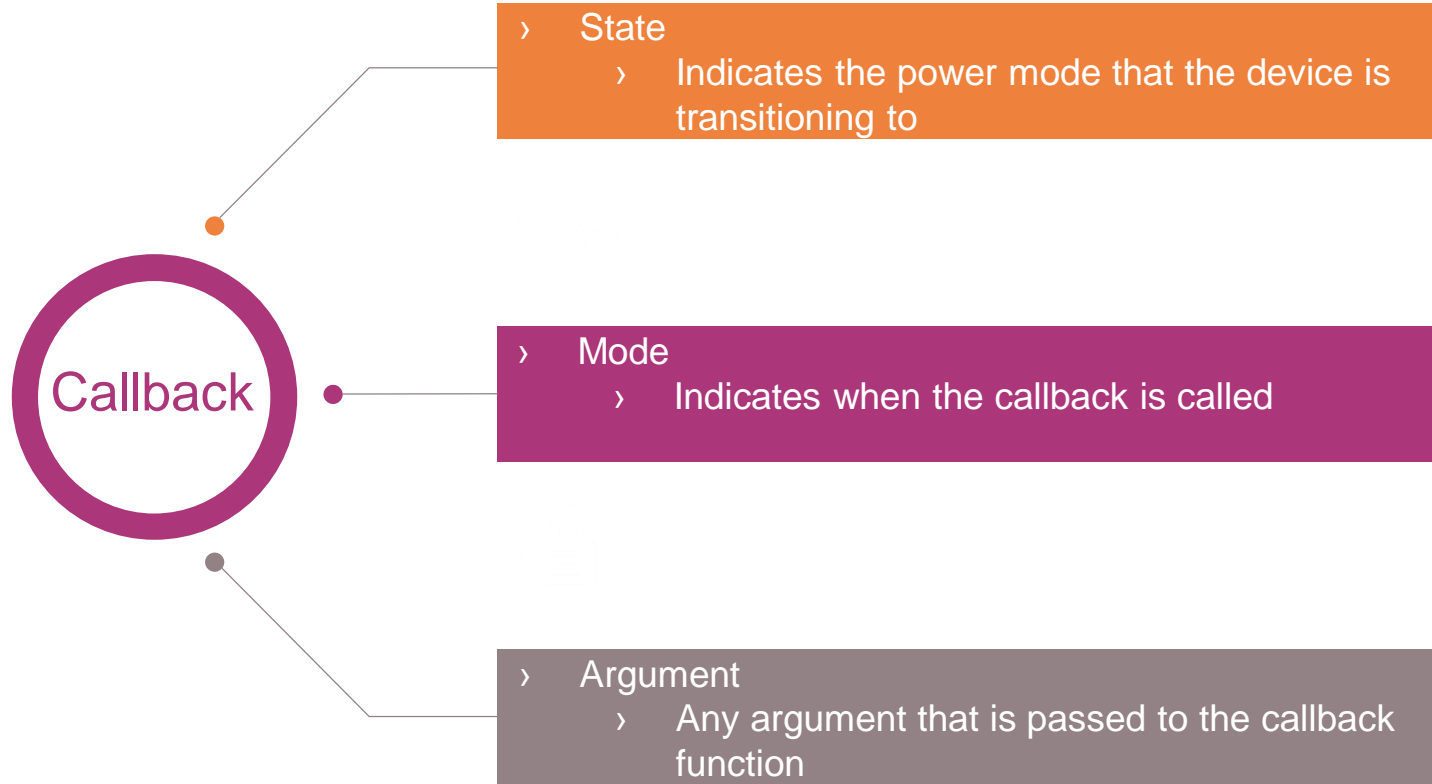 › State
› Indicates the power mode that the device is
transitioning to
Callback
› Mode
› Indicates when the callback is called
› Argument
› Any argument that is passed to the callback
function